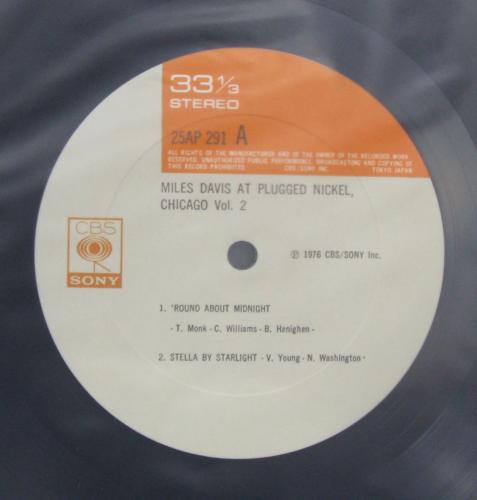 33 1/3
STEREO
25AP 291 A
ALL RIGHTS OF THE MANUFACTURER AND OF THE OWNER OF THE RECORDED WORK
RESERVED. UNAUTHORIZED PUBLIC PERFORMANCE, BROADCASTING AND COPYING OF
THIS RECORD PROHIBITED. CBS/SONY INC. TOKYO JAPAN
MILES DAVIS AT PLUGGED NICKEL,
CHICAGO Vol. 2
CBS
SONY
℗ 1976 CBS/SONY Inc.
1. 'ROUND ABOUT MIDNIGHT
- T. Monk - C. Williams - B. Hanighen -
2. STELLA BY STARLIGHT - V. Young - N. Washington -